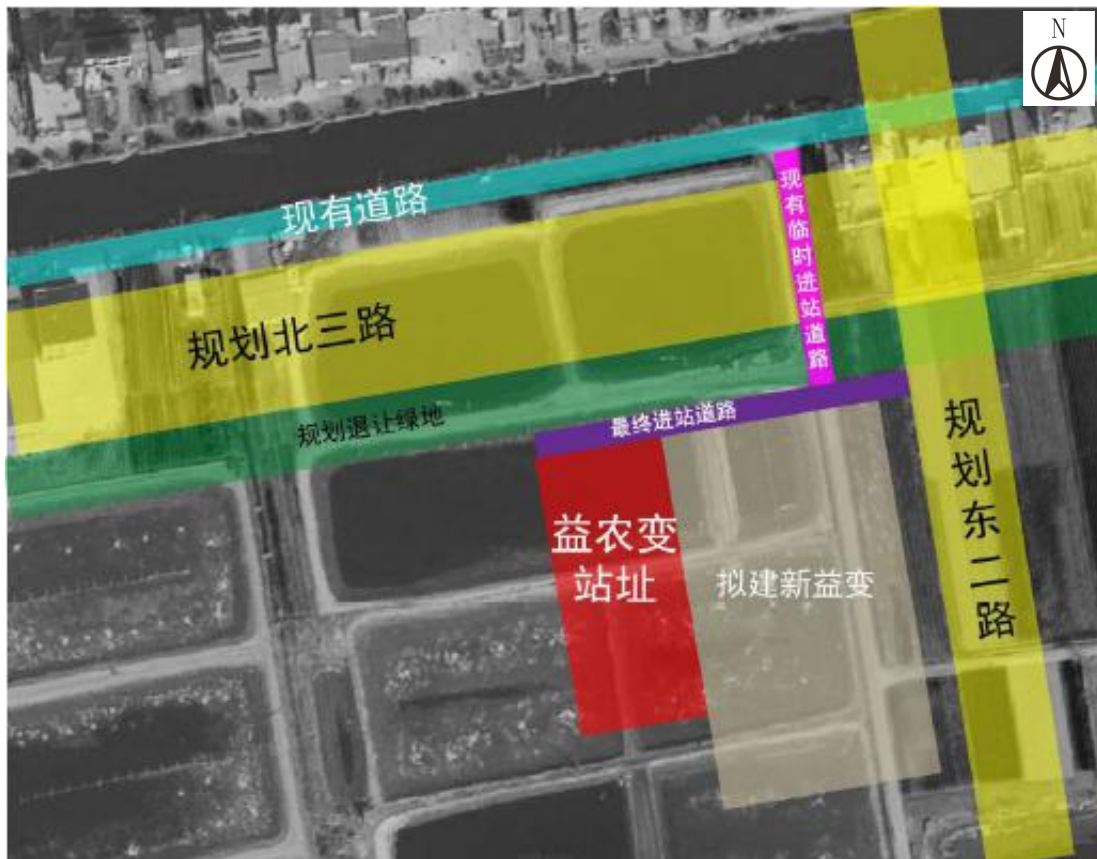 N
现有道路
现有临时进站道路
规划北三路
规划退让绿地
最终进站道路
规划东二路
益农变
站址
拟建新益变